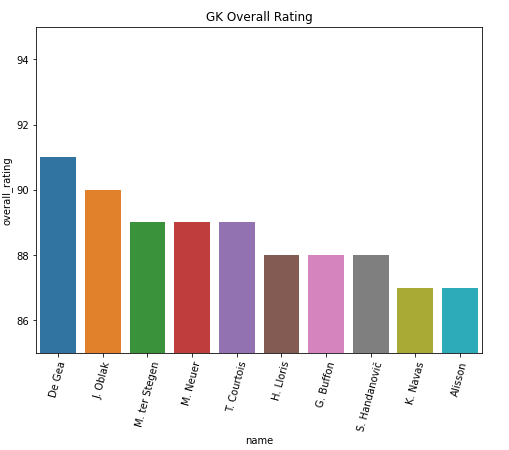 GK Overall Rating
94
92
90
88
86
overall_rating
De Gea
J. Oblak
M. ter Stegen
M. Neuer
T. Courtois
H. Lloris
G. Buffon
S. Handanovič
K. Navas
Alisson
name